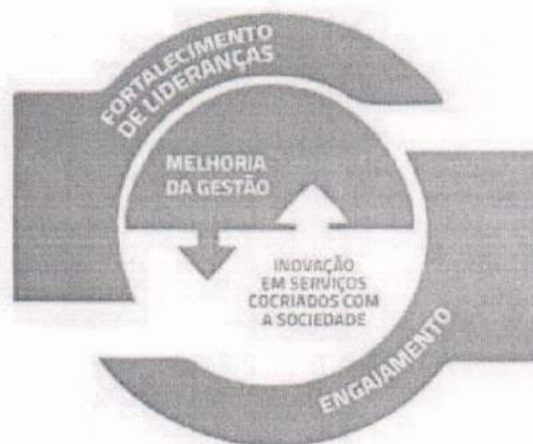 FORTALECIMENTO
DE LIDERANÇAS
MELHORIA
DA GESTÃO
INOVAÇÃO
EM SERVIÇOS
COCRIADOS COM
A SOCIEDADE
ENGAJAMENTO